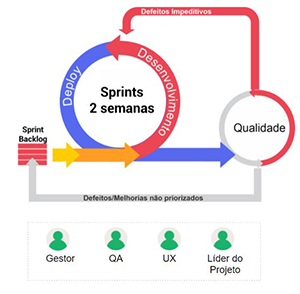 Defeitos Impeditivos
Deploy
Desenvolvimento
Sprints
2 semanas
Qualidade
Sprint
Backlog
Defeitos/Melhorias não priorizados
Gestor
QA
UX
Líder do
Projeto